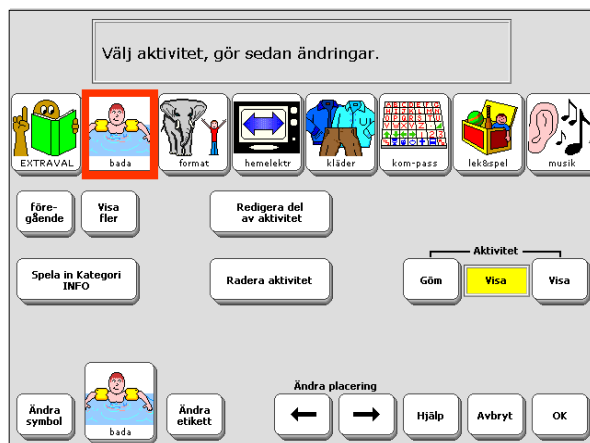 Välj aktivitet, gör sedan ändringar.
EXTRAVAL
bada
format
hemelektr
kläder
kom-pass
lek&spel
musik
före-
gående
Visa
fler
Redigera del
av aktivitet
Spela in Kategori
INFO
Radera aktivitet
Aktivitet
Göm
Visa
Visa
Ändra
symbol
bada
Ändra
etikett
Ändra placering
Hjälp
Avbryt
OK